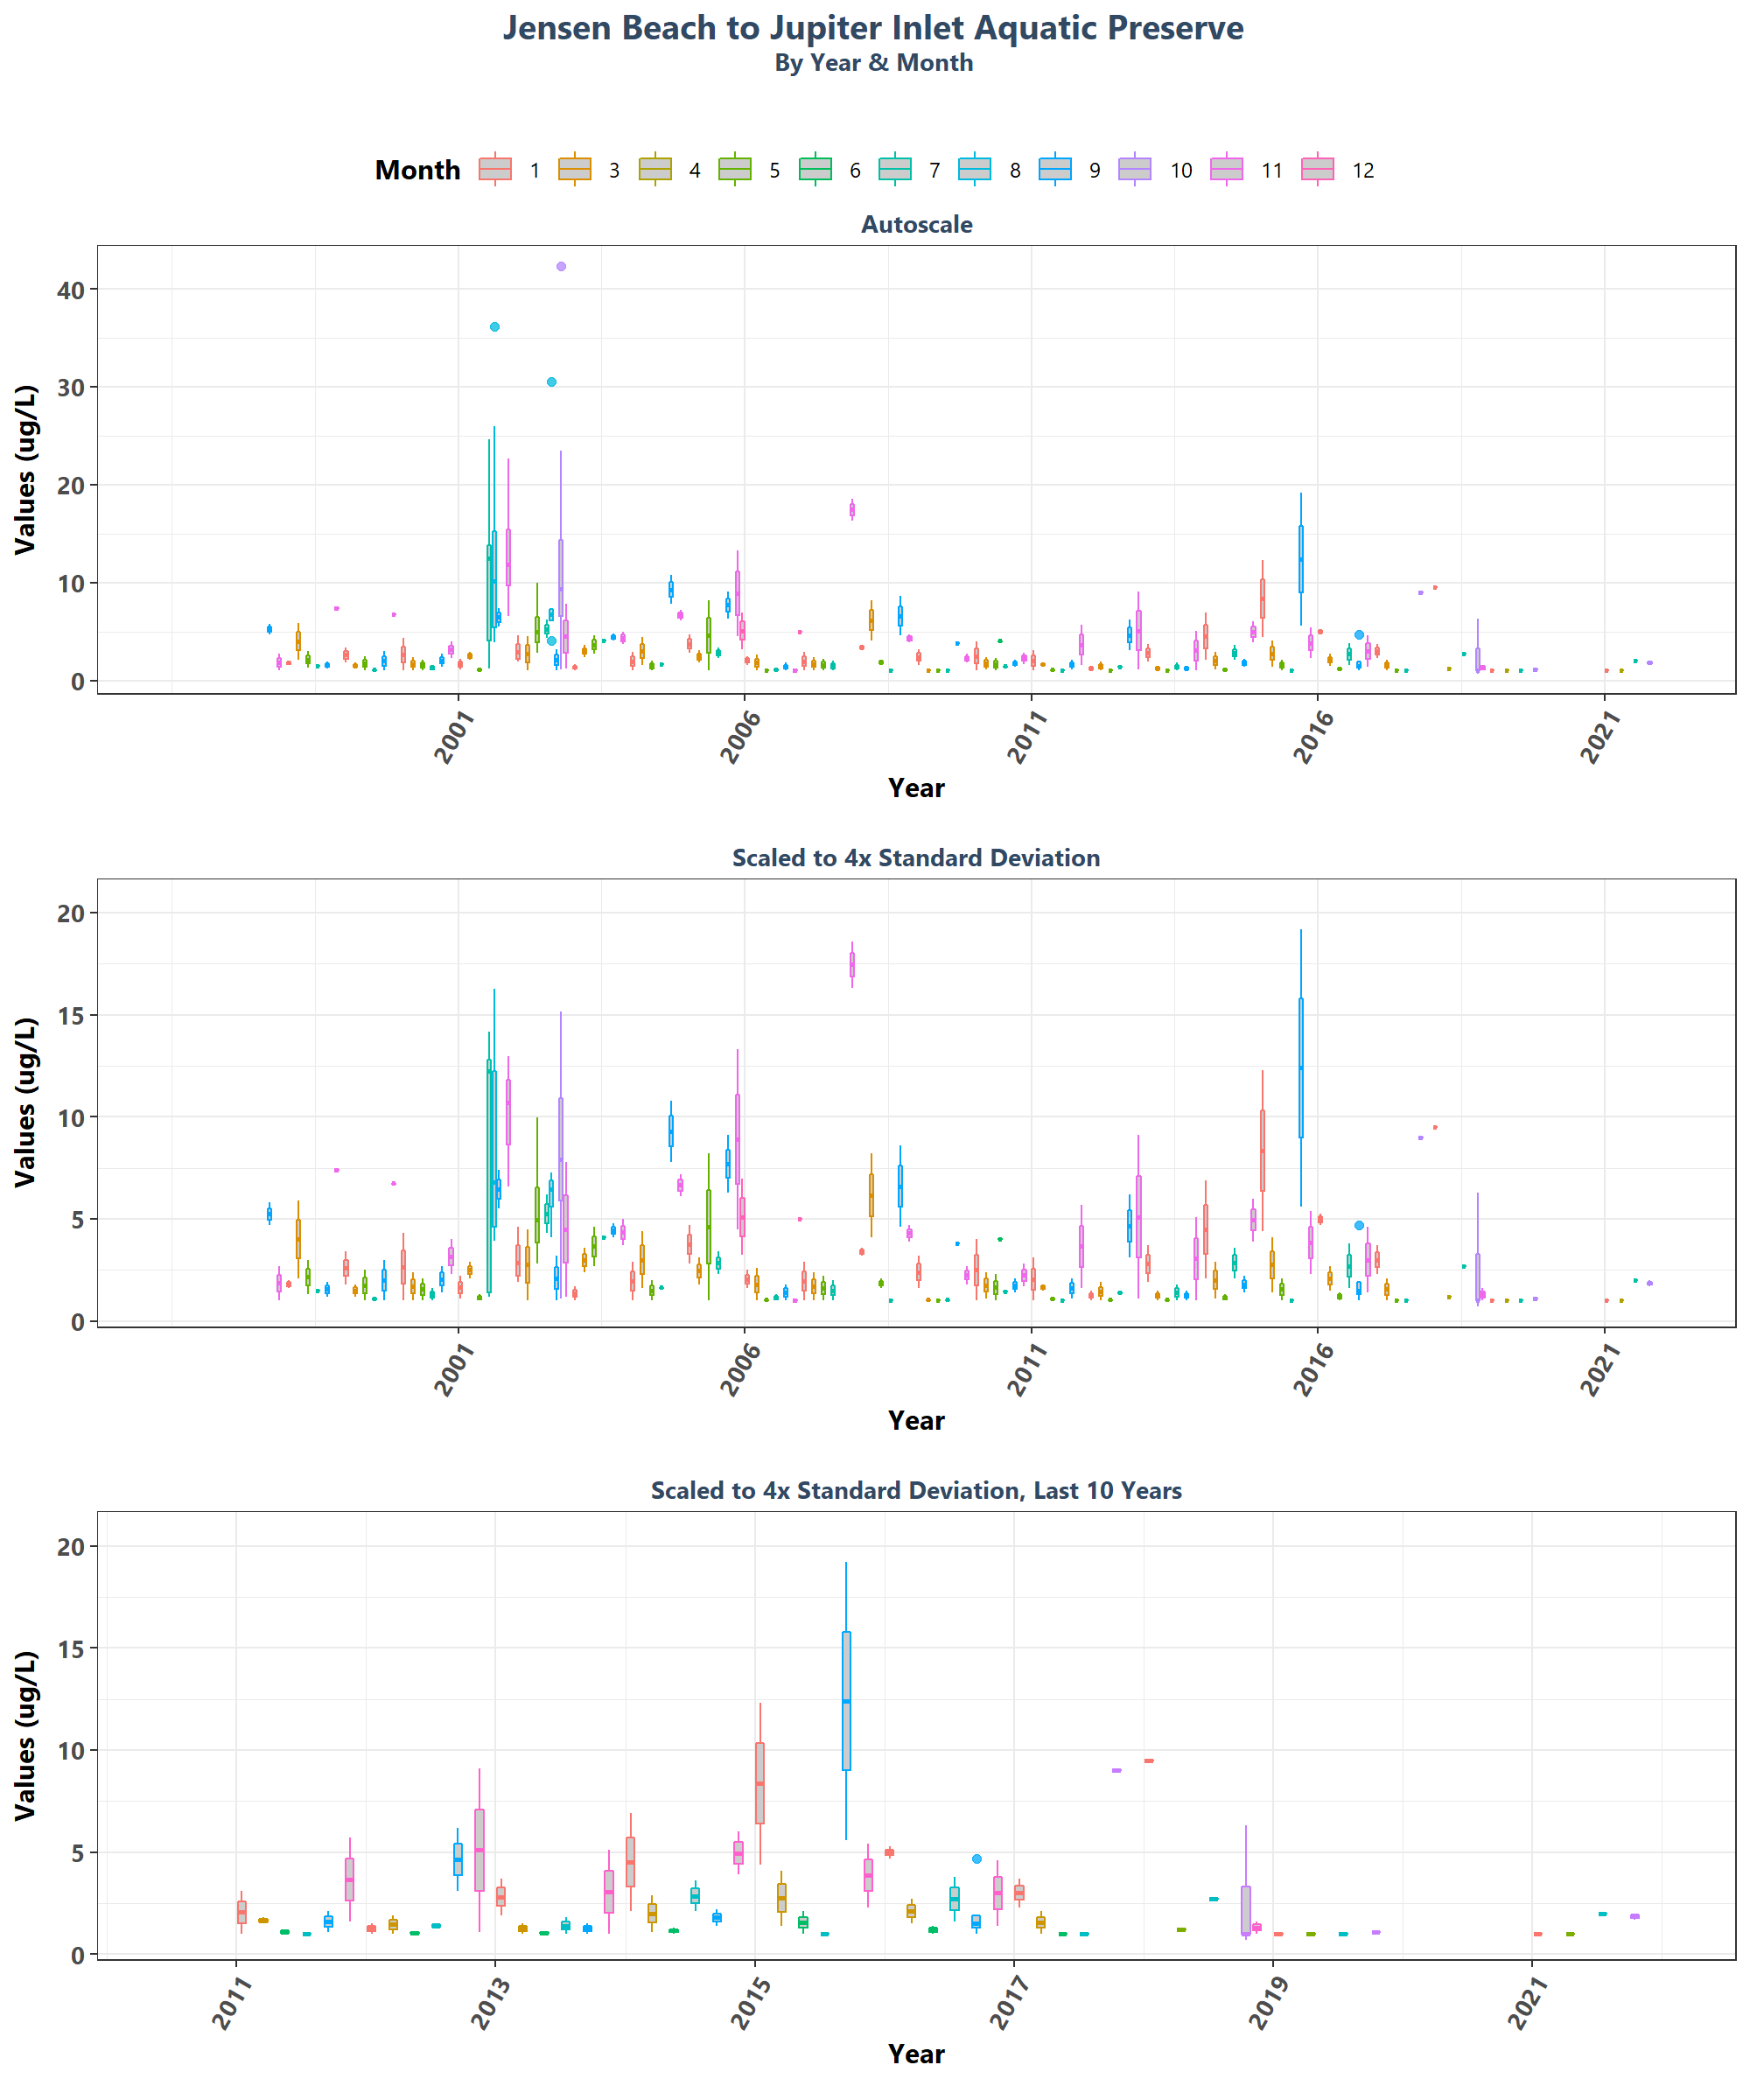 Jensen Beach to Jupiter Inlet Aquatic Preserve
By Year & Month
Month 1 3 4 5 6 7 8 9 10 11 12
Autoscale
Values (ug/L)
40
30
20
10
0
2001 2006 2011 2016 2021
Year
Scaled to 4x Standard Deviation
Values (ug/L)
20
15
10
5
0
2001 2006 2011 2016 2021
Year
Scaled to 4x Standard Deviation, Last 10 Years
Values (ug/L)
20
15
10
5
0
2011 2013 2015 2017 2019 2021
Year